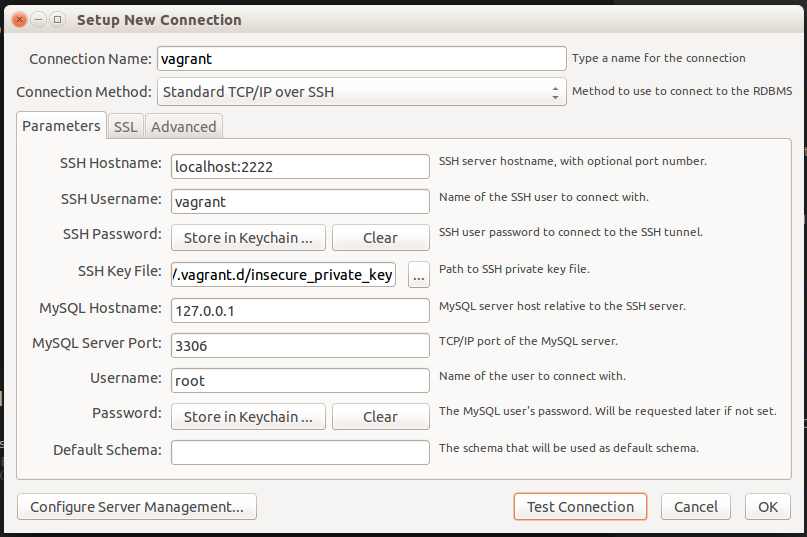 Setup New Connection
Connection Name: vagrant Type a name for the connection
Connection Method: Standard TCP/IP over SSH Method to use to connect to the RDBMS
Parameters SSL Advanced
SSH Hostname: localhost:2222 SSH server hostname, with optional port number.
SSH Username: vagrant Name of the SSH user to connect with.
SSH Password: Store in Keychain ... Clear SSH user password to connect to the SSH tunnel.
SSH Key File: /.vagrant.d/insecure_private_key ... Path to SSH private key file.
MySQL Hostname: 127.0.0.1 MySQL server host relative to the SSH server.
MySQL Server Port: 3306 TCP/IP port of the MySQL server.
Username: root Name of the user to connect with.
Password: Store in Keychain ... Clear The MySQL user's password. Will be requested later if not set.
Default Schema: The schema that will be used as default schema.
Configure Server Management... Test Connection Cancel OK